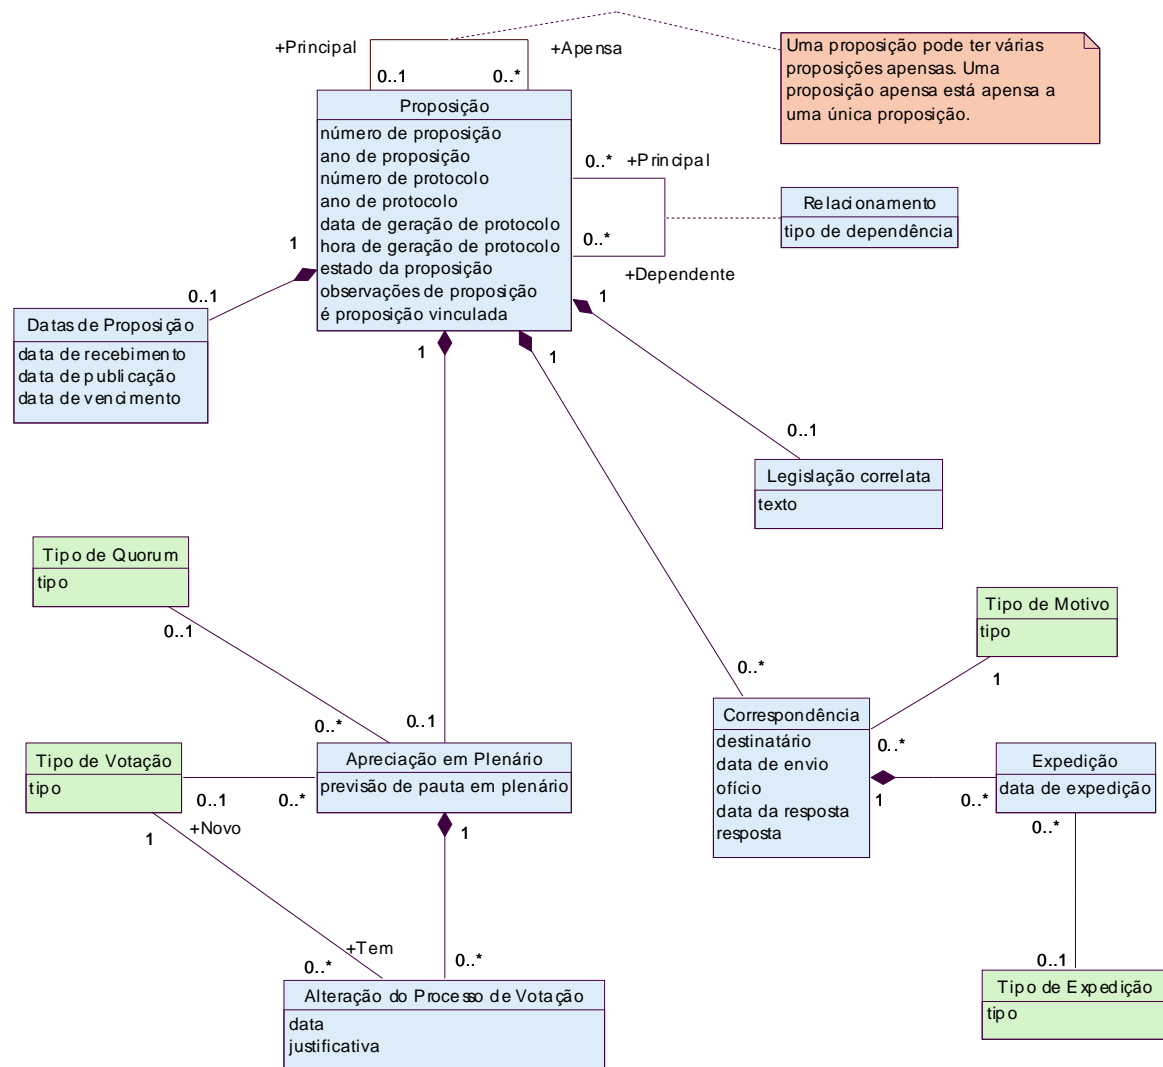 +Principal
+Apensa
0..1
0..*
Uma proposição pode ter várias
proposições apensas. Uma
proposição apensa está apensa a
uma única proposição.
Proposição
número de proposição
ano de proposição
número de protocolo
ano de protocolo
data de geração de protocolo
hora de geração de protocolo
estado da proposição
observações de proposição
é proposição vinculada
0..*
+Principal
0..*
+Dependente
Relacionamento
tipo de dependência
1
0..1
Datas de Proposição
data de recebimento
data de publicação
data de vencimento
1
1
1
0..1
Legislação correlata
texto
Tipo de Quorum
tipo
0..1
0..*
0..1
Tipo de Motivo
tipo
1
0..*
0..*
Correspondência
destinatário
data de envio
ofício
data da resposta
resposta
Tipo de Votação
tipo
0..1
0..*
Apreciação em Plenário
previsão de pauta em plenário
1
0..*
Expedição
data de expedição
0..*
+Novo
1
1
+Tem
0..*
0..*
0..1
Alteração do Processo de Votação
data
justificativa
Tipo de Expedição
tipo